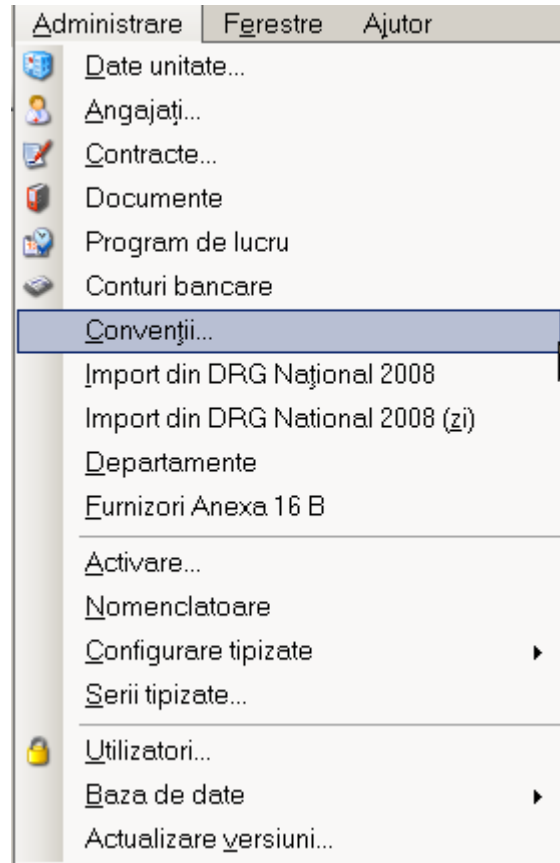 Administrare Ferestre Ajutor
Date unitate...
Angajați...
Contracte...
Documente
Program de lucru
Conturi bancare
Convenții...
Import din DRG Național 2008
Import din DRG National 2008 (zi)
Departamente
Furnizori Anexa 16 B
Activare...
Nomenclatoare
Configurare tipizate
Serii tipizate...
Utilizatori...
Baza de date
Actualizare versiuni...